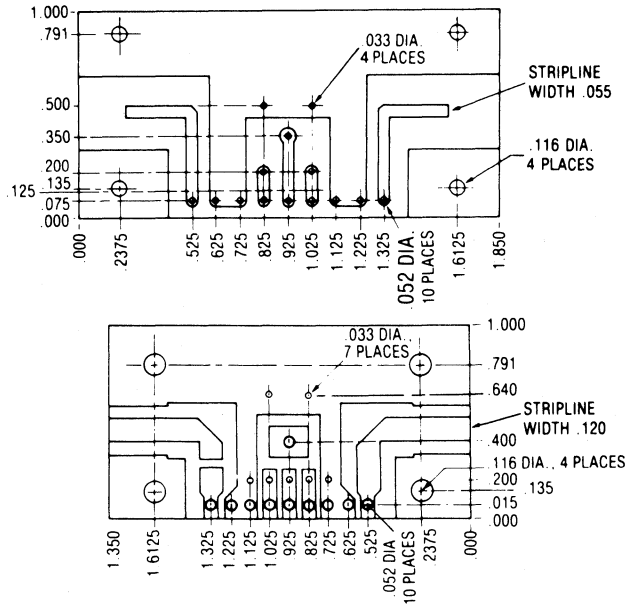 1.000
.791
.033 DIA.
4 PLACES
STRIPLINE
WIDTH .055
.500
.350
.116 DIA.
4 PLACES
.200
.135
.125
.075
.000
000
.2375
.525
.625
.725
.825
.925
1.025
1.125
1.225
1.325
.052 DIA.
10 PLACES
1.6125
1.850
1.000
.033 DIA.
7 PLACES
.791
.640
STRIPLINE
WIDTH .120
.400
.116 DIA., 4 PLACES
.200
.135
.015
.000
1.350
1 6125
1.325
1.225
1.125
1.025
.925
.825
.725
.625
.525
.052 DIA
10 PLACES
2375
.000